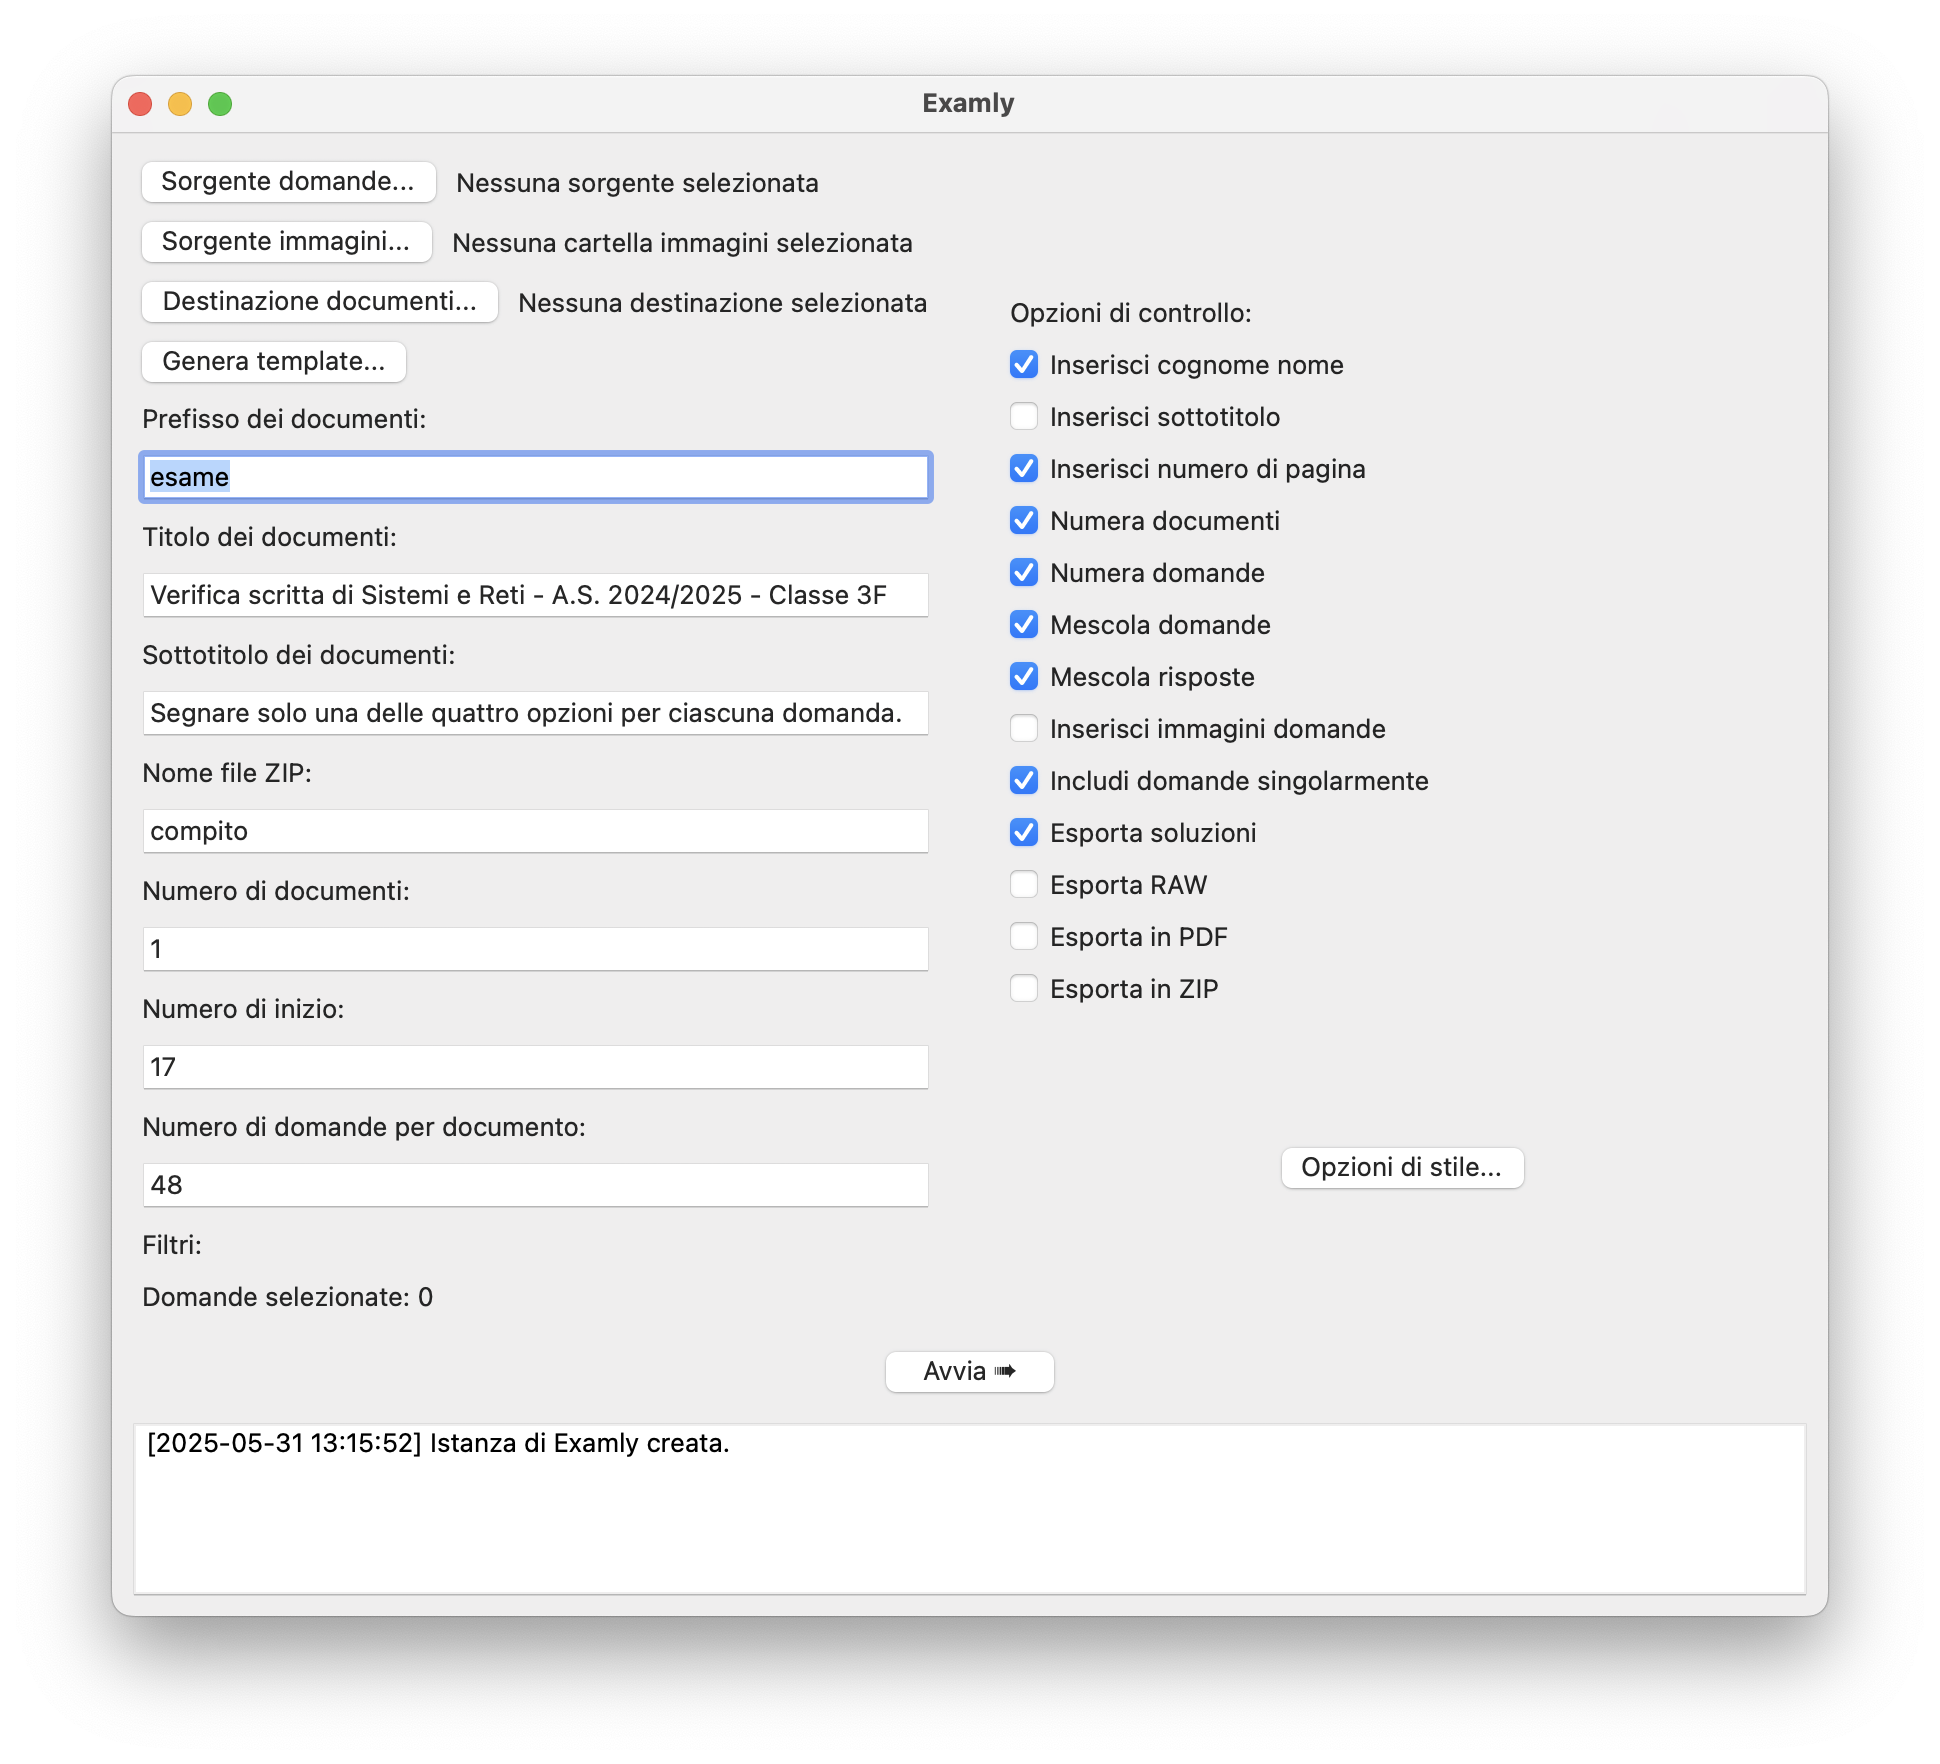 Examly
Sorgente domande... Nessuna sorgente selezionata
Sorgente immagini... Nessuna cartella immagini selezionata
Destinazione documenti... Nessuna destinazione selezionata
Genera template...
Prefisso dei documenti:
esame
Titolo dei documenti:
Verifica scritta di Sistemi e Reti - A.S. 2024/2025 - Classe 3F
Sottotitolo dei documenti:
Segnare solo una delle quattro opzioni per ciascuna domanda.
Nome file ZIP:
compito
Numero di documenti:
1
Numero di inizio:
17
Numero di domande per documento:
48
Filtri:
Domande selezionate: 0
Opzioni di controllo:
Inserisci cognome nome
Inserisci sottotitolo
Inserisci numero di pagina
Numera documenti
Numera domande
Mescola domande
Mescola risposte
Inserisci immagini domande
Includi domande singolarmente
Esporta soluzioni
Esporta RAW
Esporta in PDF
Esporta in ZIP
Opzioni di stile...
Avvia ➠
[2025-05-31 13:15:52] Istanza di Examly creata.